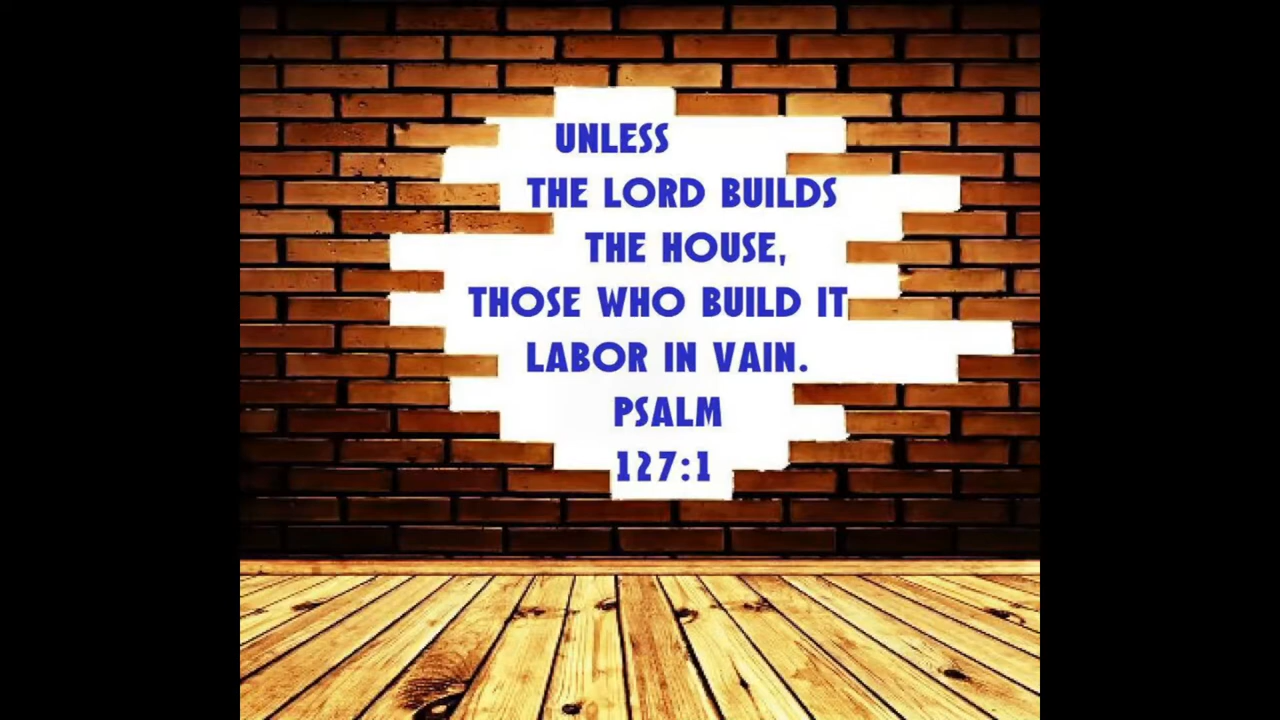 UNLESS
THE LORD BUILDS
THE HOUSE,
THOSE WHO BUILD IT
LABOR IN VAIN.
PSALM
127:1